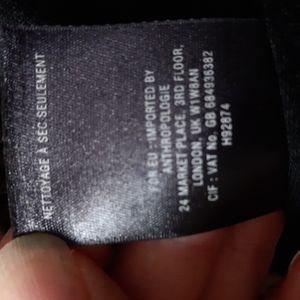 NETTOYAGE À SEC SEULEMENT
FOR EU : IMPORTED BY
ANTHROPOLOGIE
24 MARKET PLACE, 3RD FLOOR,
LONDON, UK W1W8AN
CIF : VAT No. GB 684936382
H92874